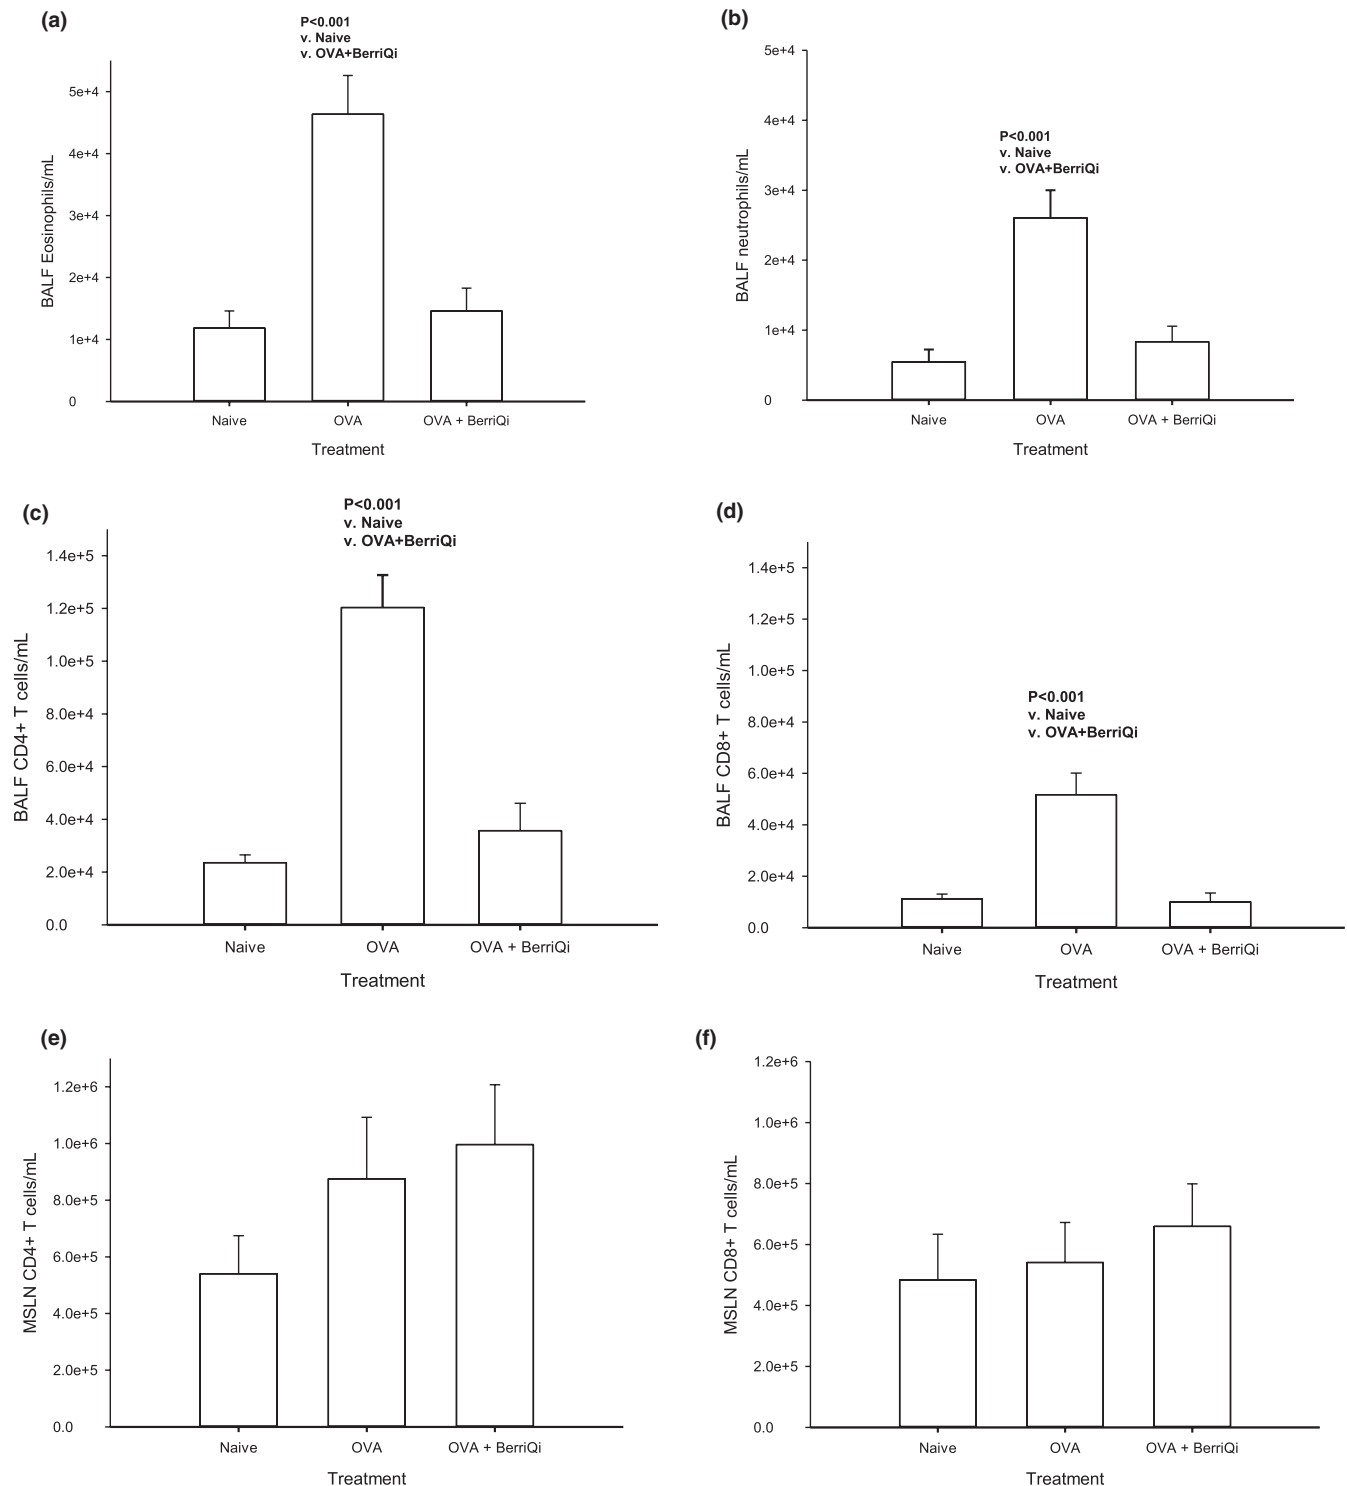 (a)
P<0.001
v. Naive
v. OVA+BerriQi
5e+4
4e+4
3e+4
2e+4
1e+4
0
BALF Eosinophils/mL
Naive
OVA
OVA + BerriQi
Treatment
(b)
P<0.001
v. Naive
v. OVA+BerriQi
5e+4
4e+4
3e+4
2e+4
1e+4
0
BALF neutrophils/mL
Naive
OVA
OVA + BerriQi
Treatment
(c)
P<0.001
v. Naive
v. OVA+BerriQi
1.4e+5
1.2e+5
1.0e+5
8.0e+4
6.0e+4
4.0e+4
2.0e+4
0.0
BALF CD4+ T cells/mL
Naive
OVA
OVA + BerriQi
Treatment
(d)
P<0.001
v. Naive
v. OVA+BerriQi
1.4e+5
1.2e+5
1.0e+5
8.0e+4
6.0e+4
4.0e+4
2.0e+4
0.0
BALF CD8+ T cells/mL
Naive
OVA
OVA + BerriQi
Treatment
(e)
1.2e+6
1.0e+6
8.0e+5
6.0e+5
4.0e+5
2.0e+5
0.0
MSLN CD4+ T cells/mL
Naive
OVA
OVA + BerriQi
Treatment
(f)
1.2e+6
1.0e+6
8.0e+5
6.0e+5
4.0e+5
2.0e+5
0.0
MSLN CD8+ T cells/mL
Naive
OVA
OVA + BerriQi
Treatment